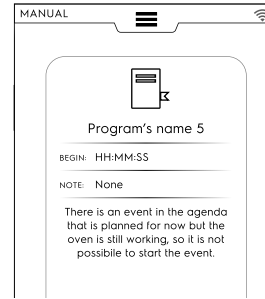 MANUAL
Program's name 5
BEGIN: HH:MM:SS
NOTE: None
There is an event in the agenda
that is planned for now but the
oven is still working, so it is not
possibile to start the event.